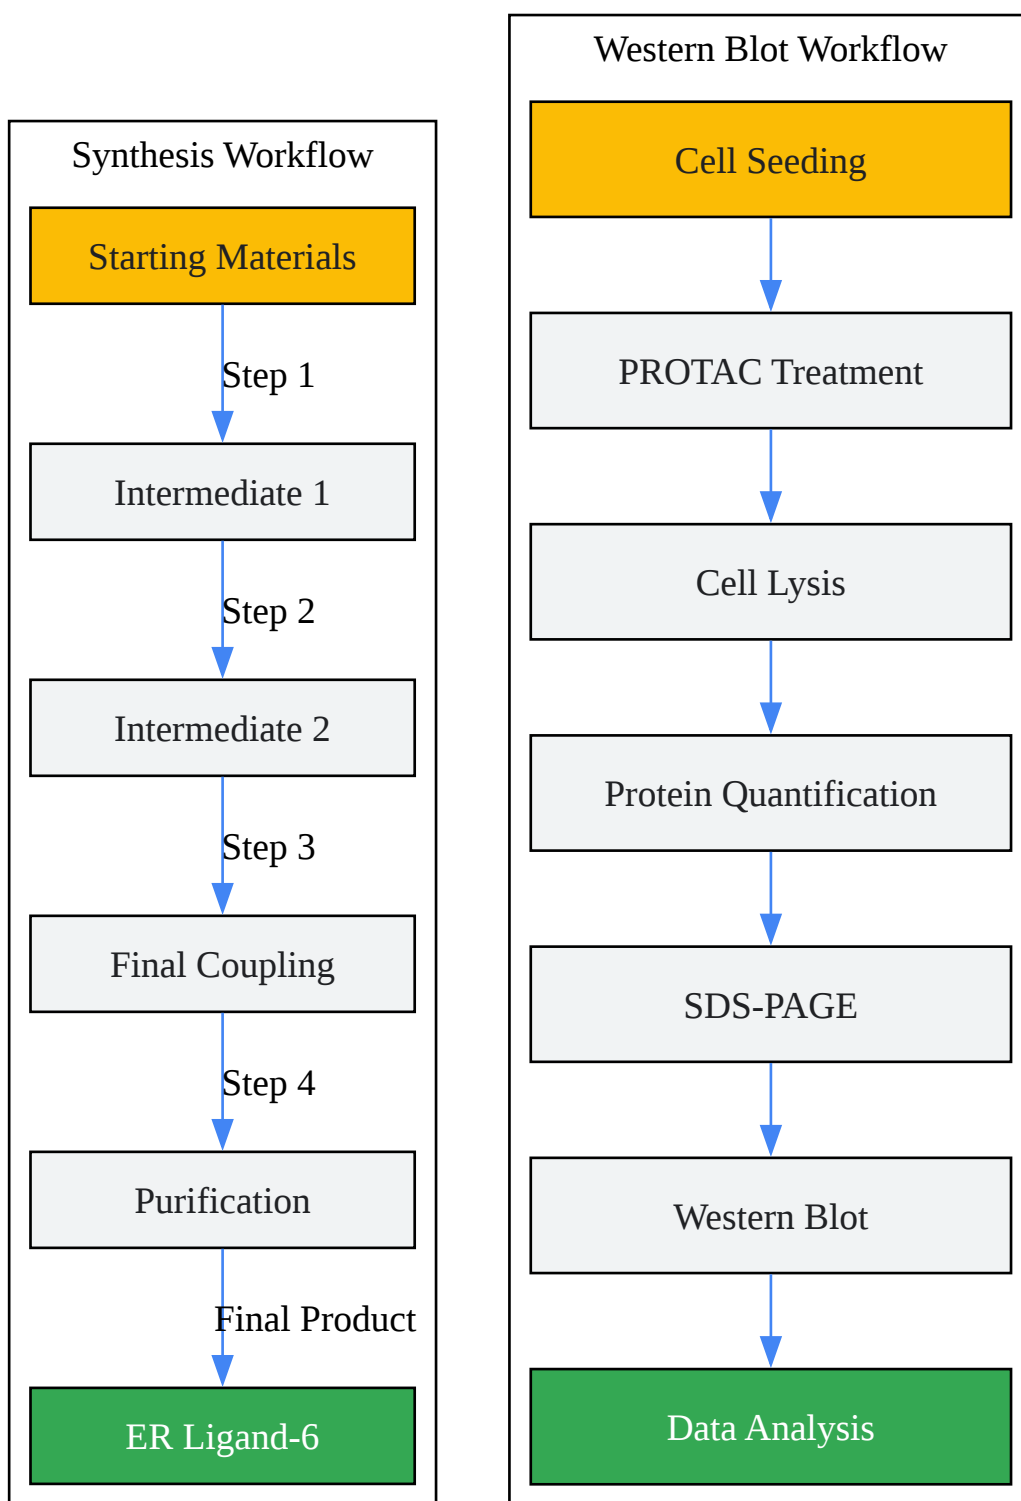 Synthesis Workflow
Starting Materials
Step 1
Intermediate 1
Step 2
Intermediate 2
Step 3
Final Coupling
Step 4
Purification
Final Product
ER Ligand-6
Western Blot Workflow
Cell Seeding
PROTAC Treatment
Cell Lysis
Protein Quantification
SDS-PAGE
Western Blot
Data Analysis